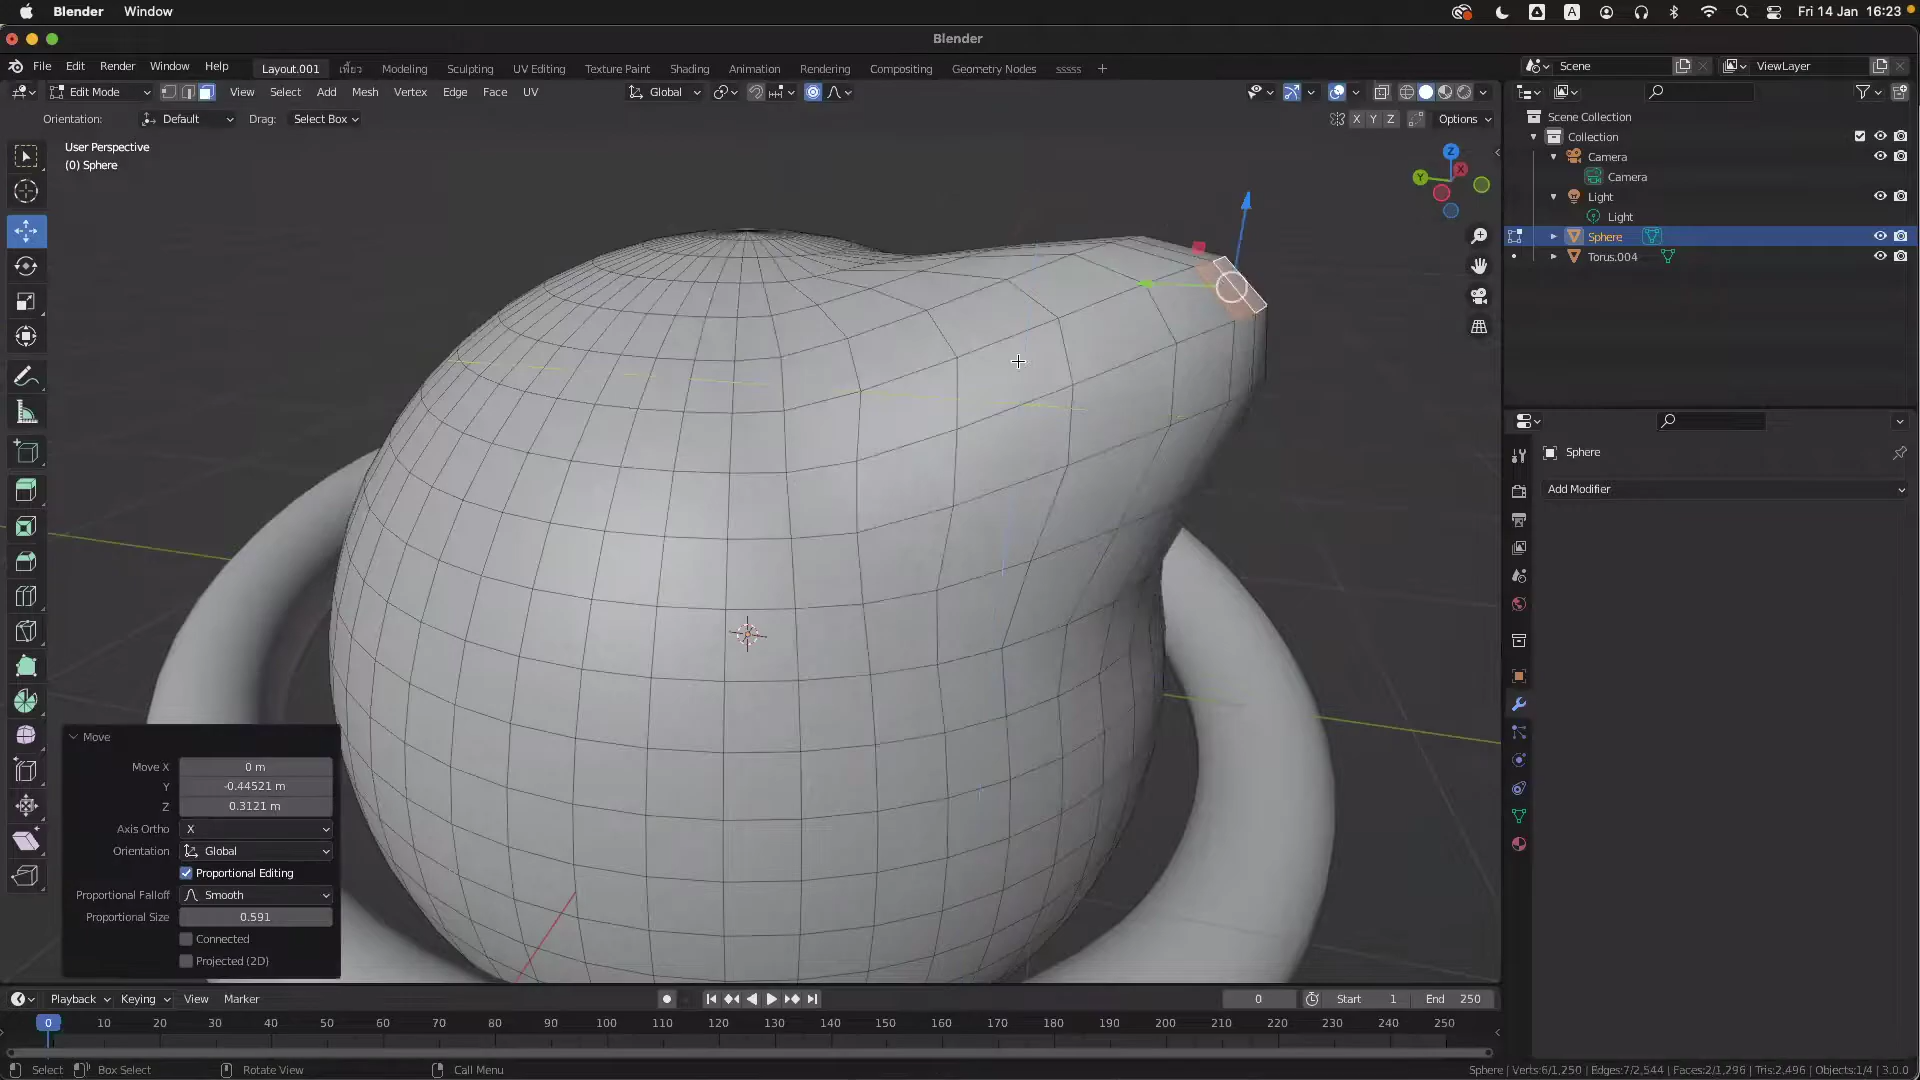 Blender Window
A
Fri 14 Jan 16:23
Blender
File Edit Render Window Help
Layout.001 เพี้ยว Modeling Sculpting UV Editing Texture Paint Shading Animation Rendering Compositing Geometry Nodes sssss +
Scene
ViewLayer
Edit Mode
View Select Add Mesh Vertex Edge Face UV
Global
Orientation: Default Drag: Select Box
X Y Z Options
User Perspective
(0) Sphere
Z
X
Y
Scene Collection
Collection
Camera
Camera
Light
Light
Sphere
Torus.004
Sphere
Add Modifier
Move
Move X 0 m
Y -0.44521 m
Z 0.3121 m
Axis Ortho X
Orientation Global
Proportional Editing
Proportional Falloff Smooth
Proportional Size 0.591
Connected
Projected (2D)
Playback Keying View Marker
0 Start 1 End 250
0 10 20 30 40 50 60 70 80 90 100 110 120 130 140 150 160 170 180 190 200 210 220 230 240 250
Select Box Select Rotate View Call Menu
Sphere | Verts:6/1,250 | Edges:7/2,544 | Faces:2/1,296 | Tris:2,496 | Objects:1/4 | 3.0.0